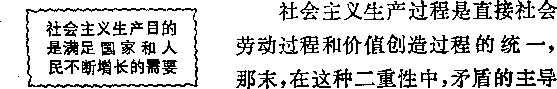 社会主义生产目的
是满足国家和人
民不断增长的需要
社会主义生产过程是直接社会
劳动过程和价值创造过程的统一，
那末，在这种二重性中，矛盾的主导